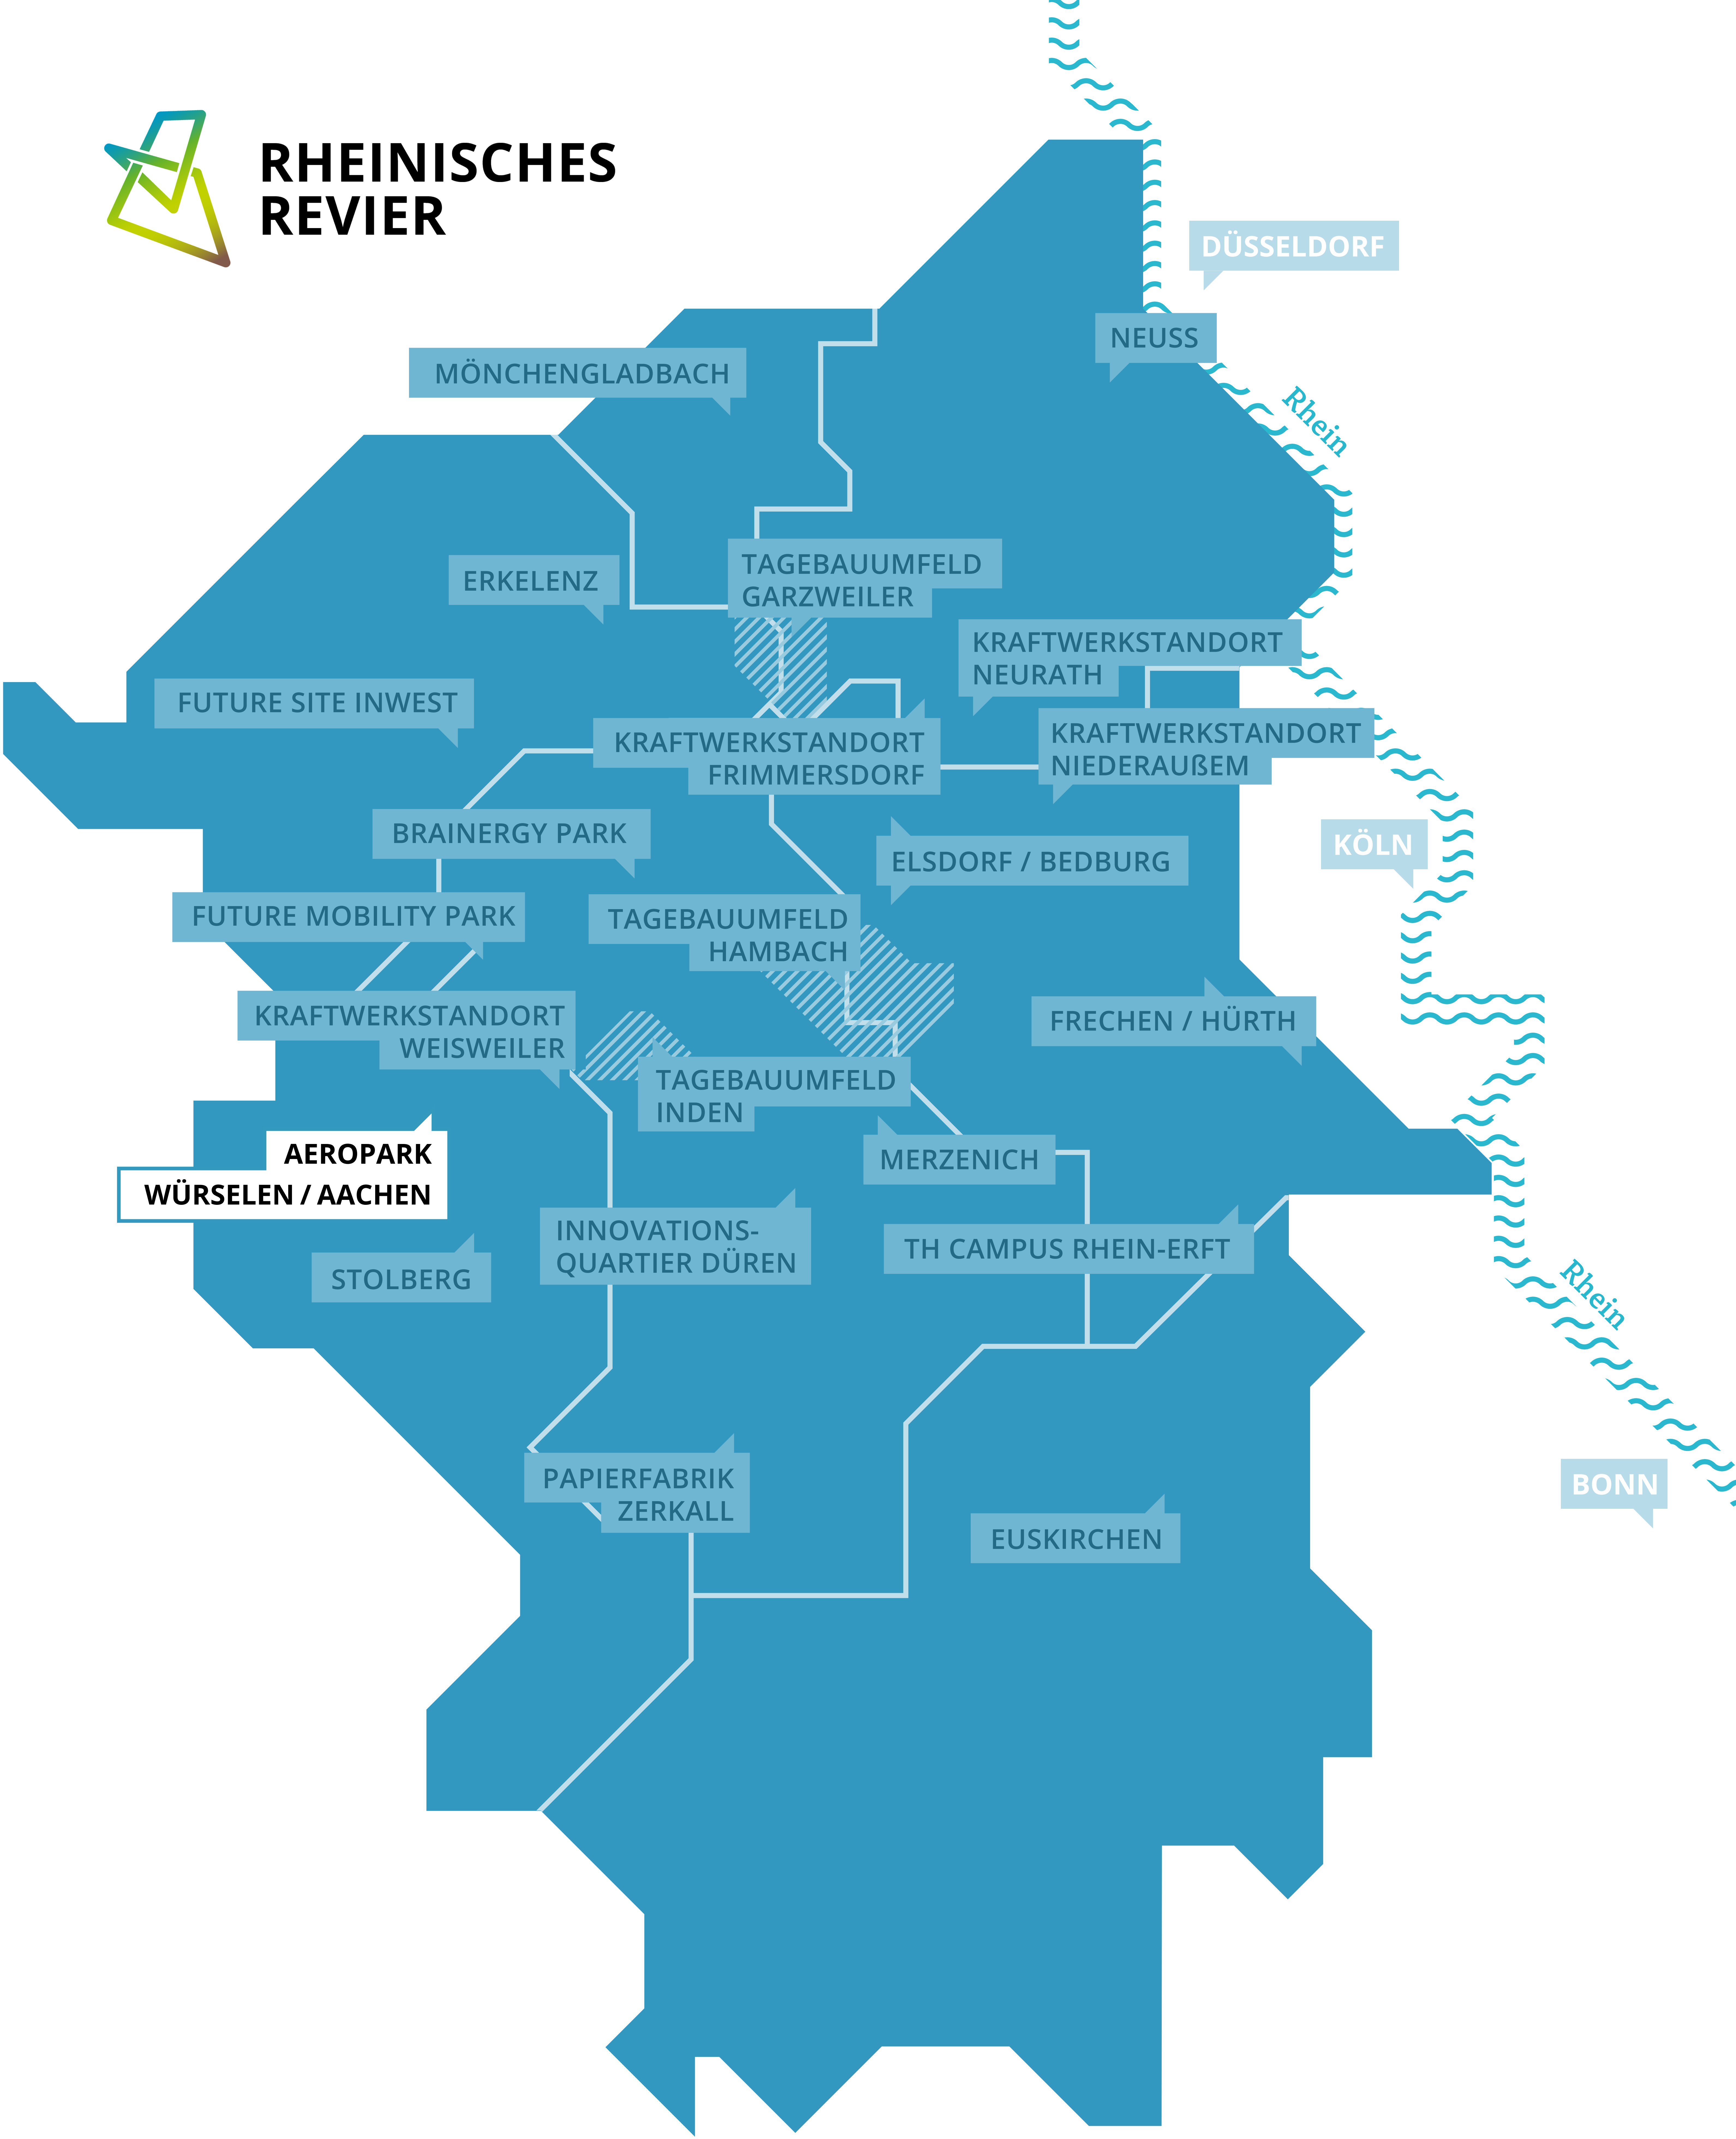 RHEINISCHES
REVIER
DÜSSELDORF
NEUSS
MÖNCHENGLADBACH
Rhein
TAGEBAUUMFELD
GARZWEILER
ERKELENZ
KRAFTWERKSTANDORT
NEURATH
FUTURE SITE INWEST
KRAFTWERKSTANDORT
FRIMMERSDORF
KRAFTWERKSTANDORT
NIEDERAUßEM
BRAINERGY PARK
KÖLN
ELSDORF / BEDBURG
FUTURE MOBILITY PARK
TAGEBAUUMFELD
HAMBACH
KRAFTWERKSTANDORT
WEISWEILER
FRECHEN / HÜRTH
TAGEBAUUMFELD
INDEN
AEROPARK
WÜRSELEN / AACHEN
MERZENICH
INNOVATIONS-
QUARTIER DÜREN
TH CAMPUS RHEIN-ERFT
STOLBERG
Rhein
PAPIERFABRIK
ZERKALL
BONN
EUSKIRCHEN